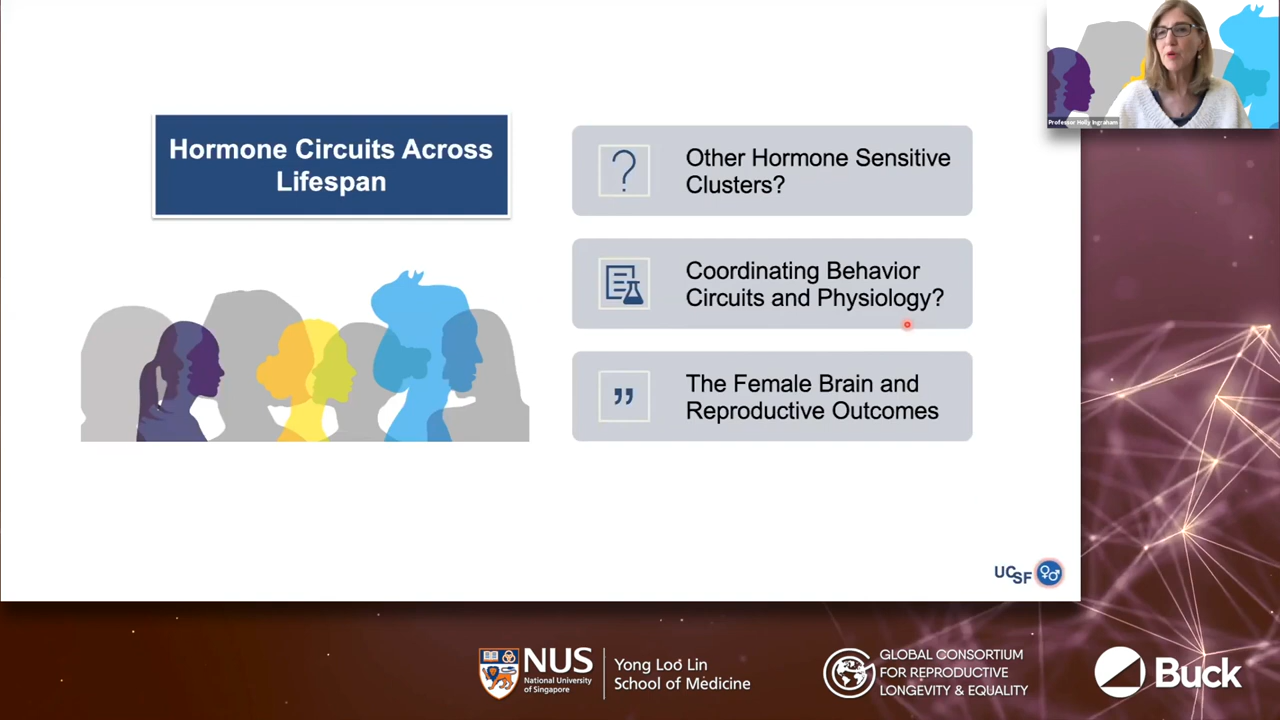 Hormone Circuits Across
Lifespan
Other Hormone Sensitive
Clusters?
Coordinating Behavior
Circuits and Physiology?
The Female Brain and
Reproductive Outcomes
Professor Holly Ingraham
UCSF
NUS
National University
of Singapore
Yong Loo Lin
School of Medicine
GLOBAL CONSORTIUM
FOR REPRODUCTIVE
LONGEVITY & EQUALITY
Buck